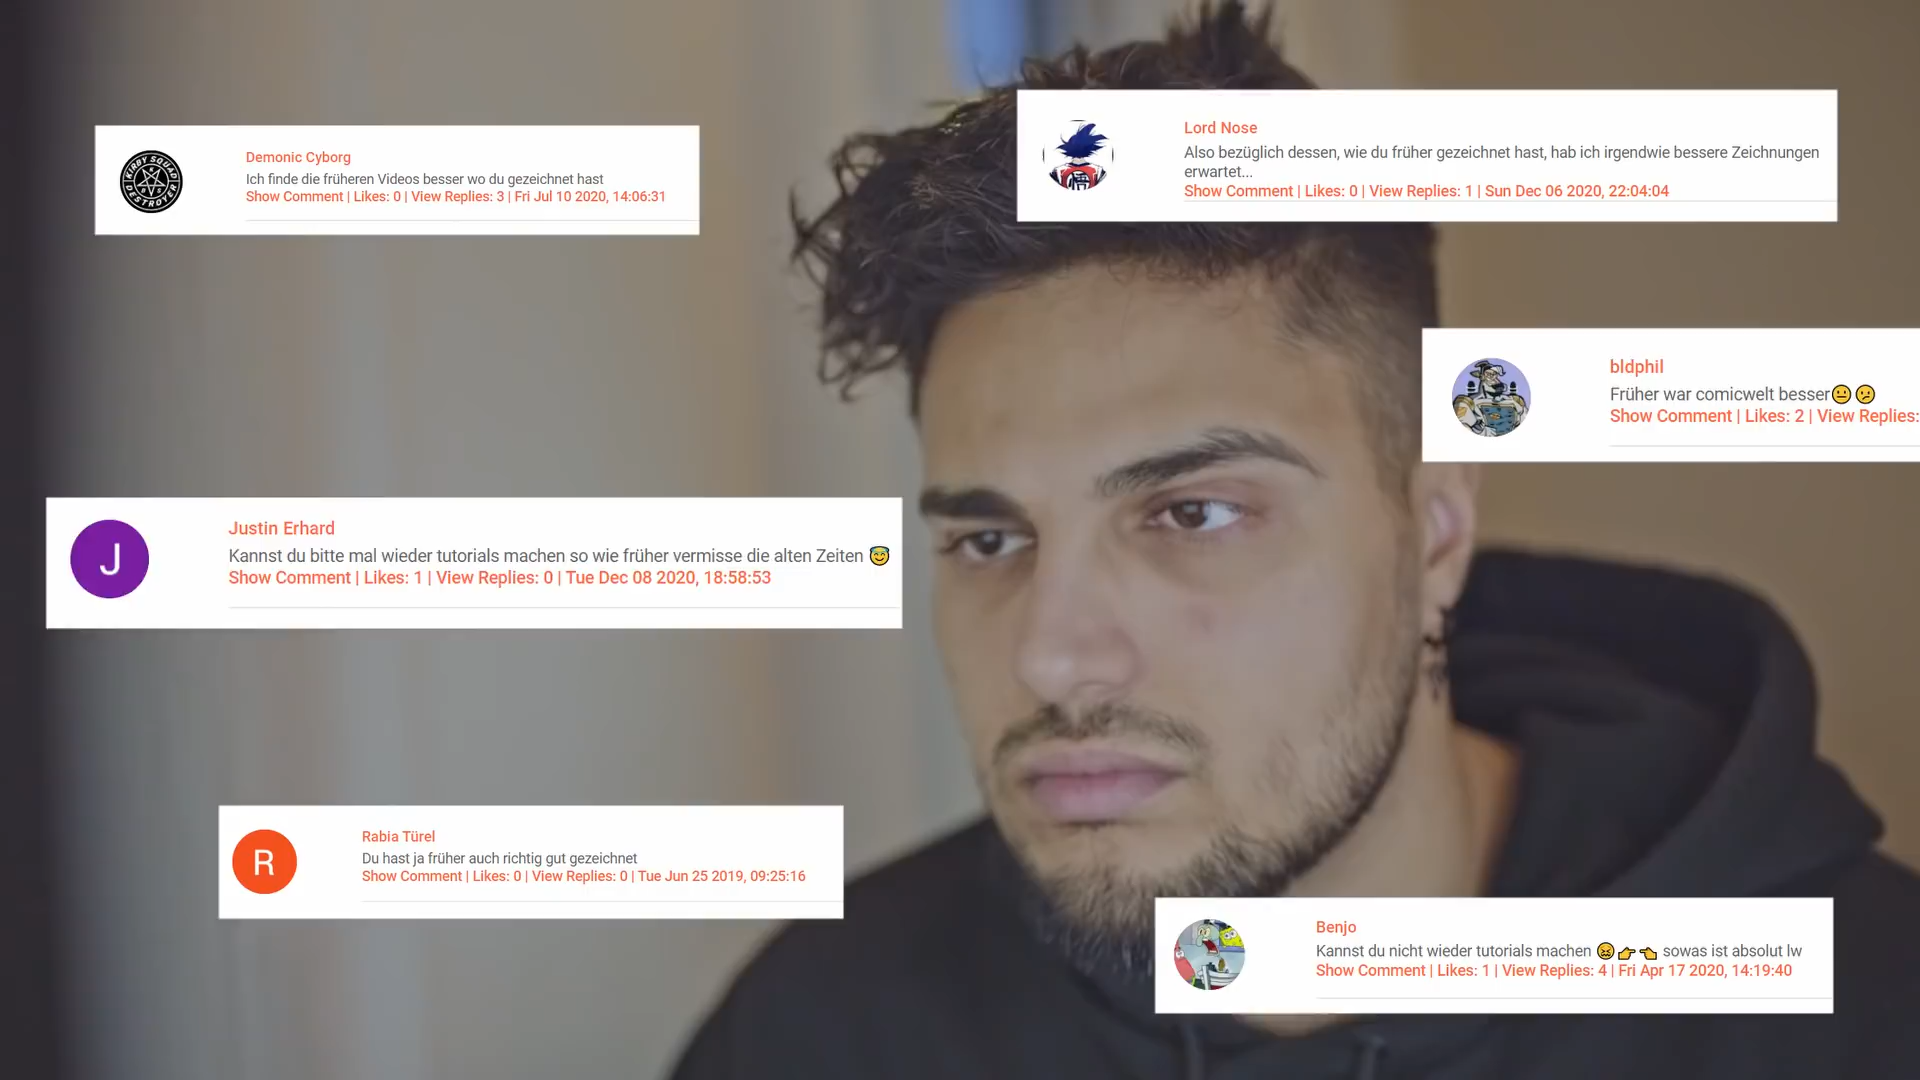 Demonic Cyborg
Ich finde die früheren Videos besser wo du gezeichnet hast
Show Comment | Likes: 0 | View Replies: 3 | Fri Jul 10 2020, 14:06:31
KIRBY SQUAD
DESTROYER
Lord Nose
Also bezüglich dessen, wie du früher gezeichnet hast, hab ich irgendwie bessere Zeichnungen
erwartet...
Show Comment | Likes: 0 | View Replies: 1 | Sun Dec 06 2020, 22:04:04
bldphil
Früher war comicwelt besser😐😕
Show Comment | Likes: 2 | View Replies:
J
Justin Erhard
Kannst du bitte mal wieder tutorials machen so wie früher vermisse die alten Zeiten 😇
Show Comment | Likes: 1 | View Replies: 0 | Tue Dec 08 2020, 18:58:53
R
Rabia Türel
Du hast ja früher auch richtig gut gezeichnet
Show Comment | Likes: 0 | View Replies: 0 | Tue Jun 25 2019, 09:25:16
Benjo
Kannst du nicht wieder tutorials machen 😖👉👈 sowas ist absolut lw
Show Comment | Likes: 1 | View Replies: 4 | Fri Apr 17 2020, 14:19:40